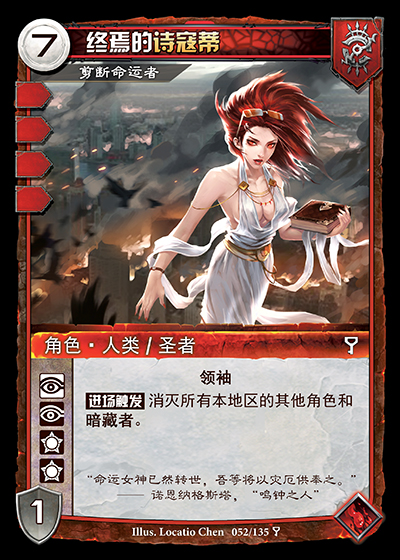 7 终焉的诗寇蒂
剪断命运者
角色·人类/圣者
领袖
进场触发 消灭所有本地区的其他角色和
暗藏者。
“命运女神已然转世，吾等将以灾厄供奉之。”
—— 诺恩纳格斯塔，“鸣钟之人”
1
Illus. Locatio Chen 052/135